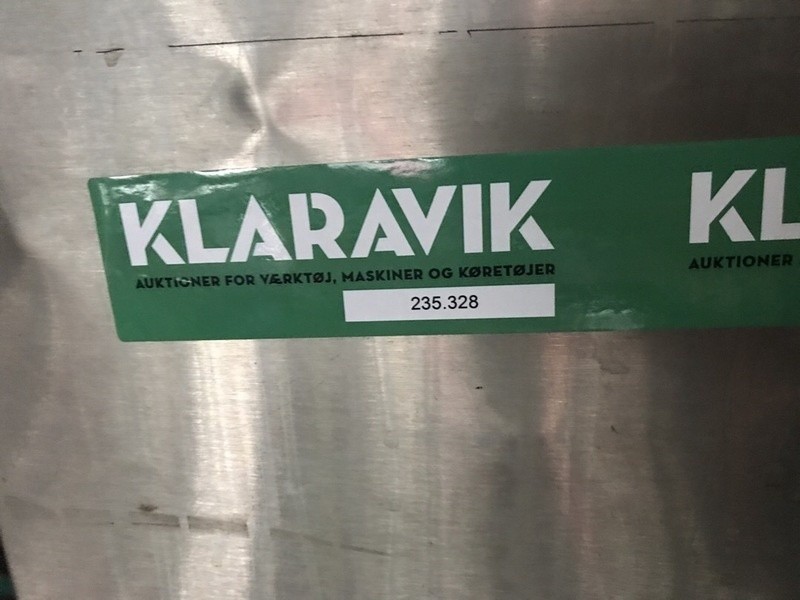 KLARAVIK
AUKTIONER FOR VÆRKTØJ, MASKINER OG KØRETØJER
235.328
KL
AUKTIONER